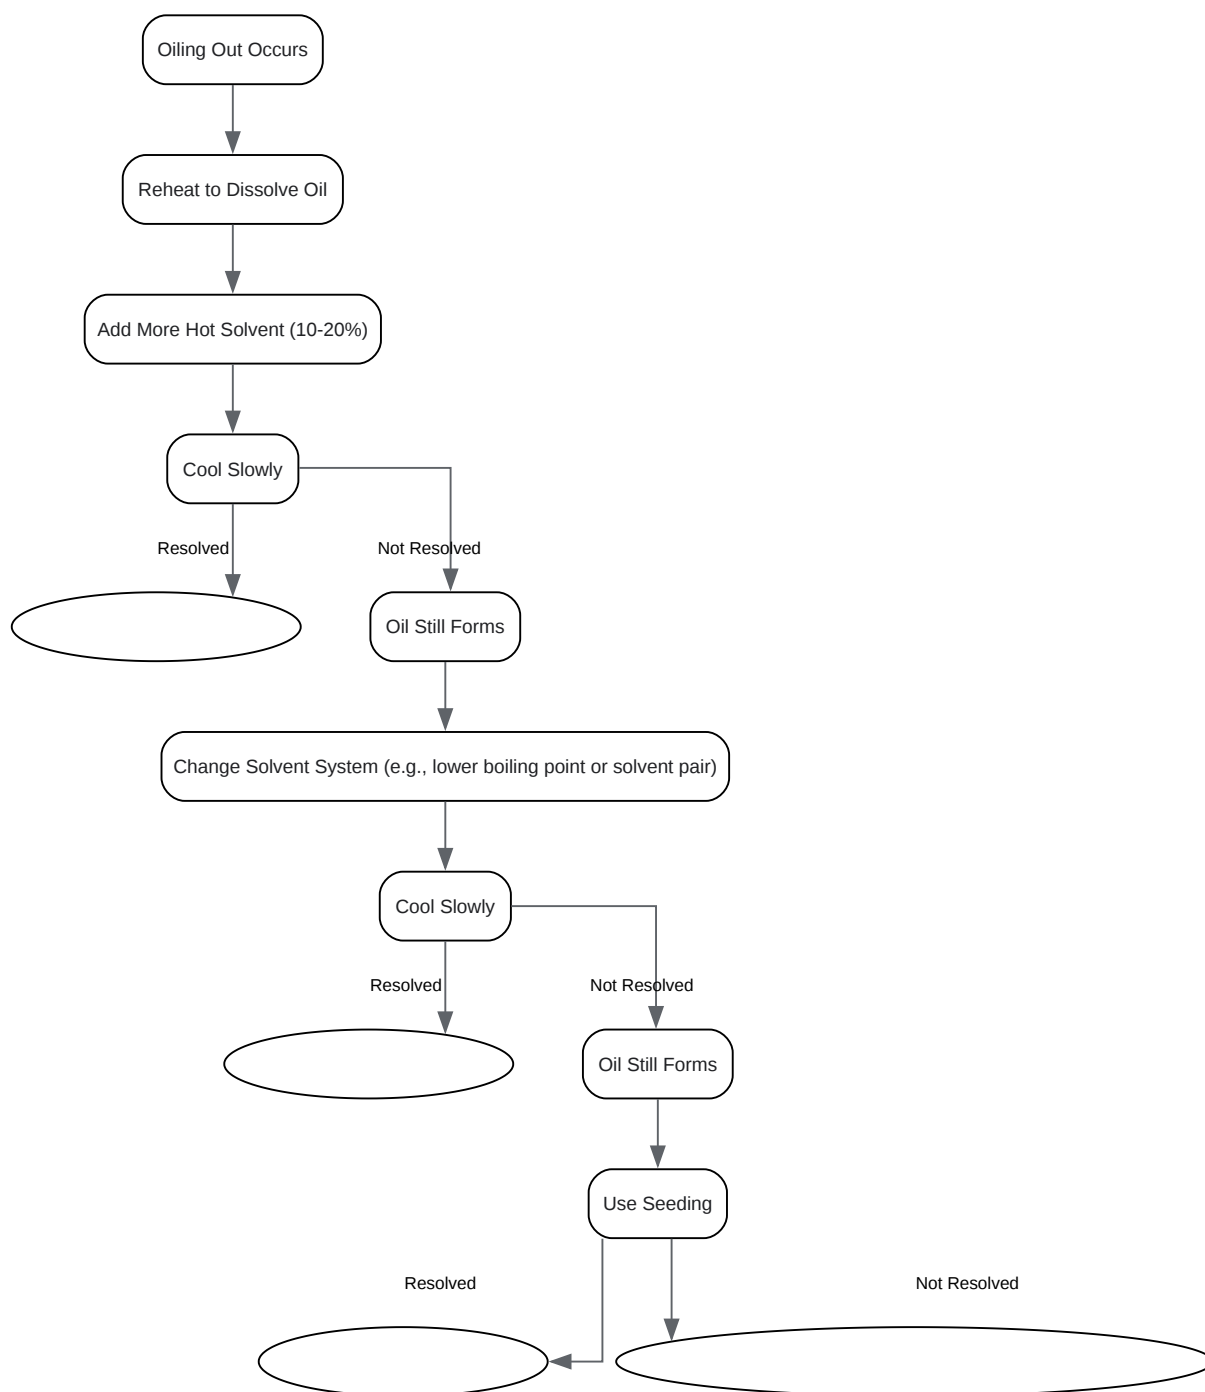 Oiling Out Occurs
Reheat to Dissolve Oil
Add More Hot Solvent (10-20%)
Cool Slowly
Resolved
Not Resolved
Oil Still Forms
Change Solvent System (e.g., lower boiling point or solvent pair)
Cool Slowly
Resolved
Not Resolved
Oil Still Forms
Use Seeding
Resolved
Not Resolved